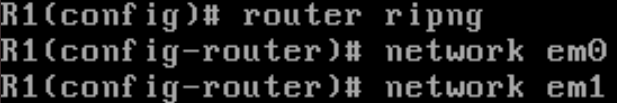 R1(config)# router ripng
R1(config-router)# network em0
R1(config-router)# network em1